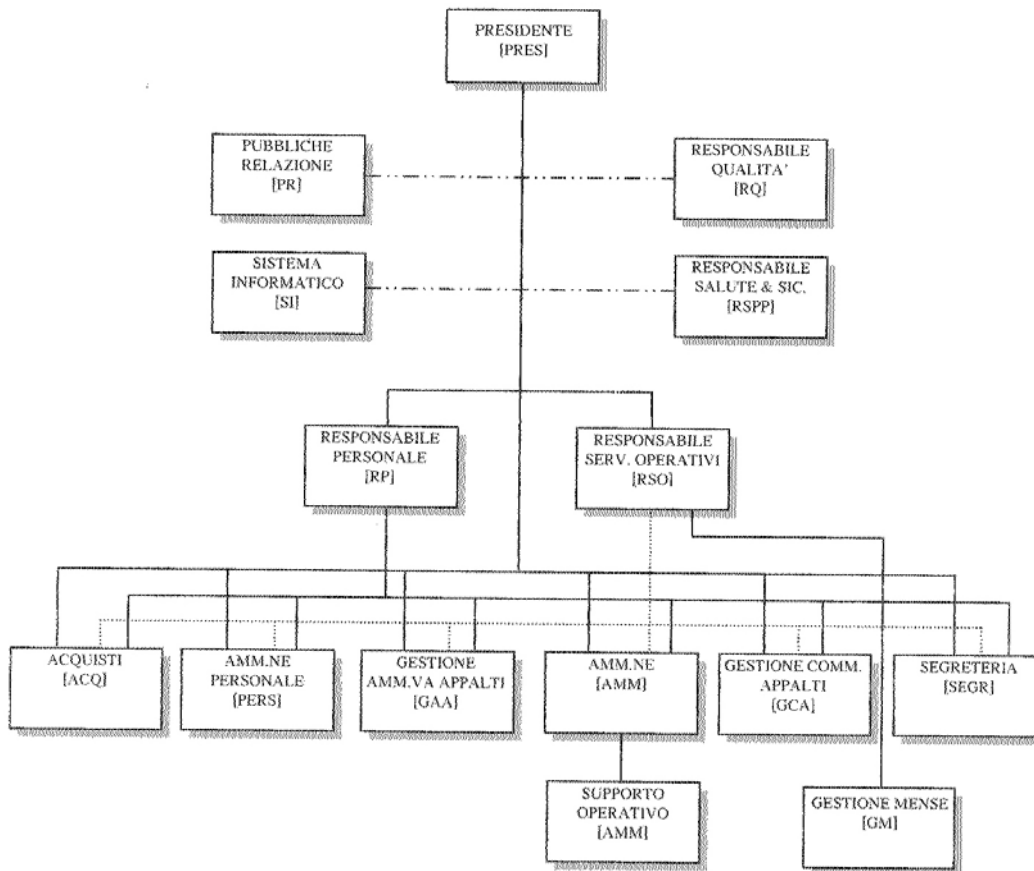 PRESIDENTE
[PRES]
PUBBLICHE
RELAZIONE
[PR]
RESPONSABILE
QUALITA'
[RQ]
SISTEMA
INFORMATICO
[SI]
RESPONSABILE
SALUTE & SIC.
[RSPP]
RESPONSABILE
PERSONALE
[RP]
RESPONSABILE
SERV. OPERATIVI
[RSO]
ACQUISTI
[ACQ]
AMM.NE
PERSONALE
[PERS]
GESTIONE
AMM.VA APPALTI
[GAA]
AMM.NE
[AMM]
GESTIONE COMM.
APPALTI
[GCA]
SEGRETERIA
[SEGR]
SUPPORTO
OPERATIVO
[AMM]
GESTIONE MENSE
[GM]